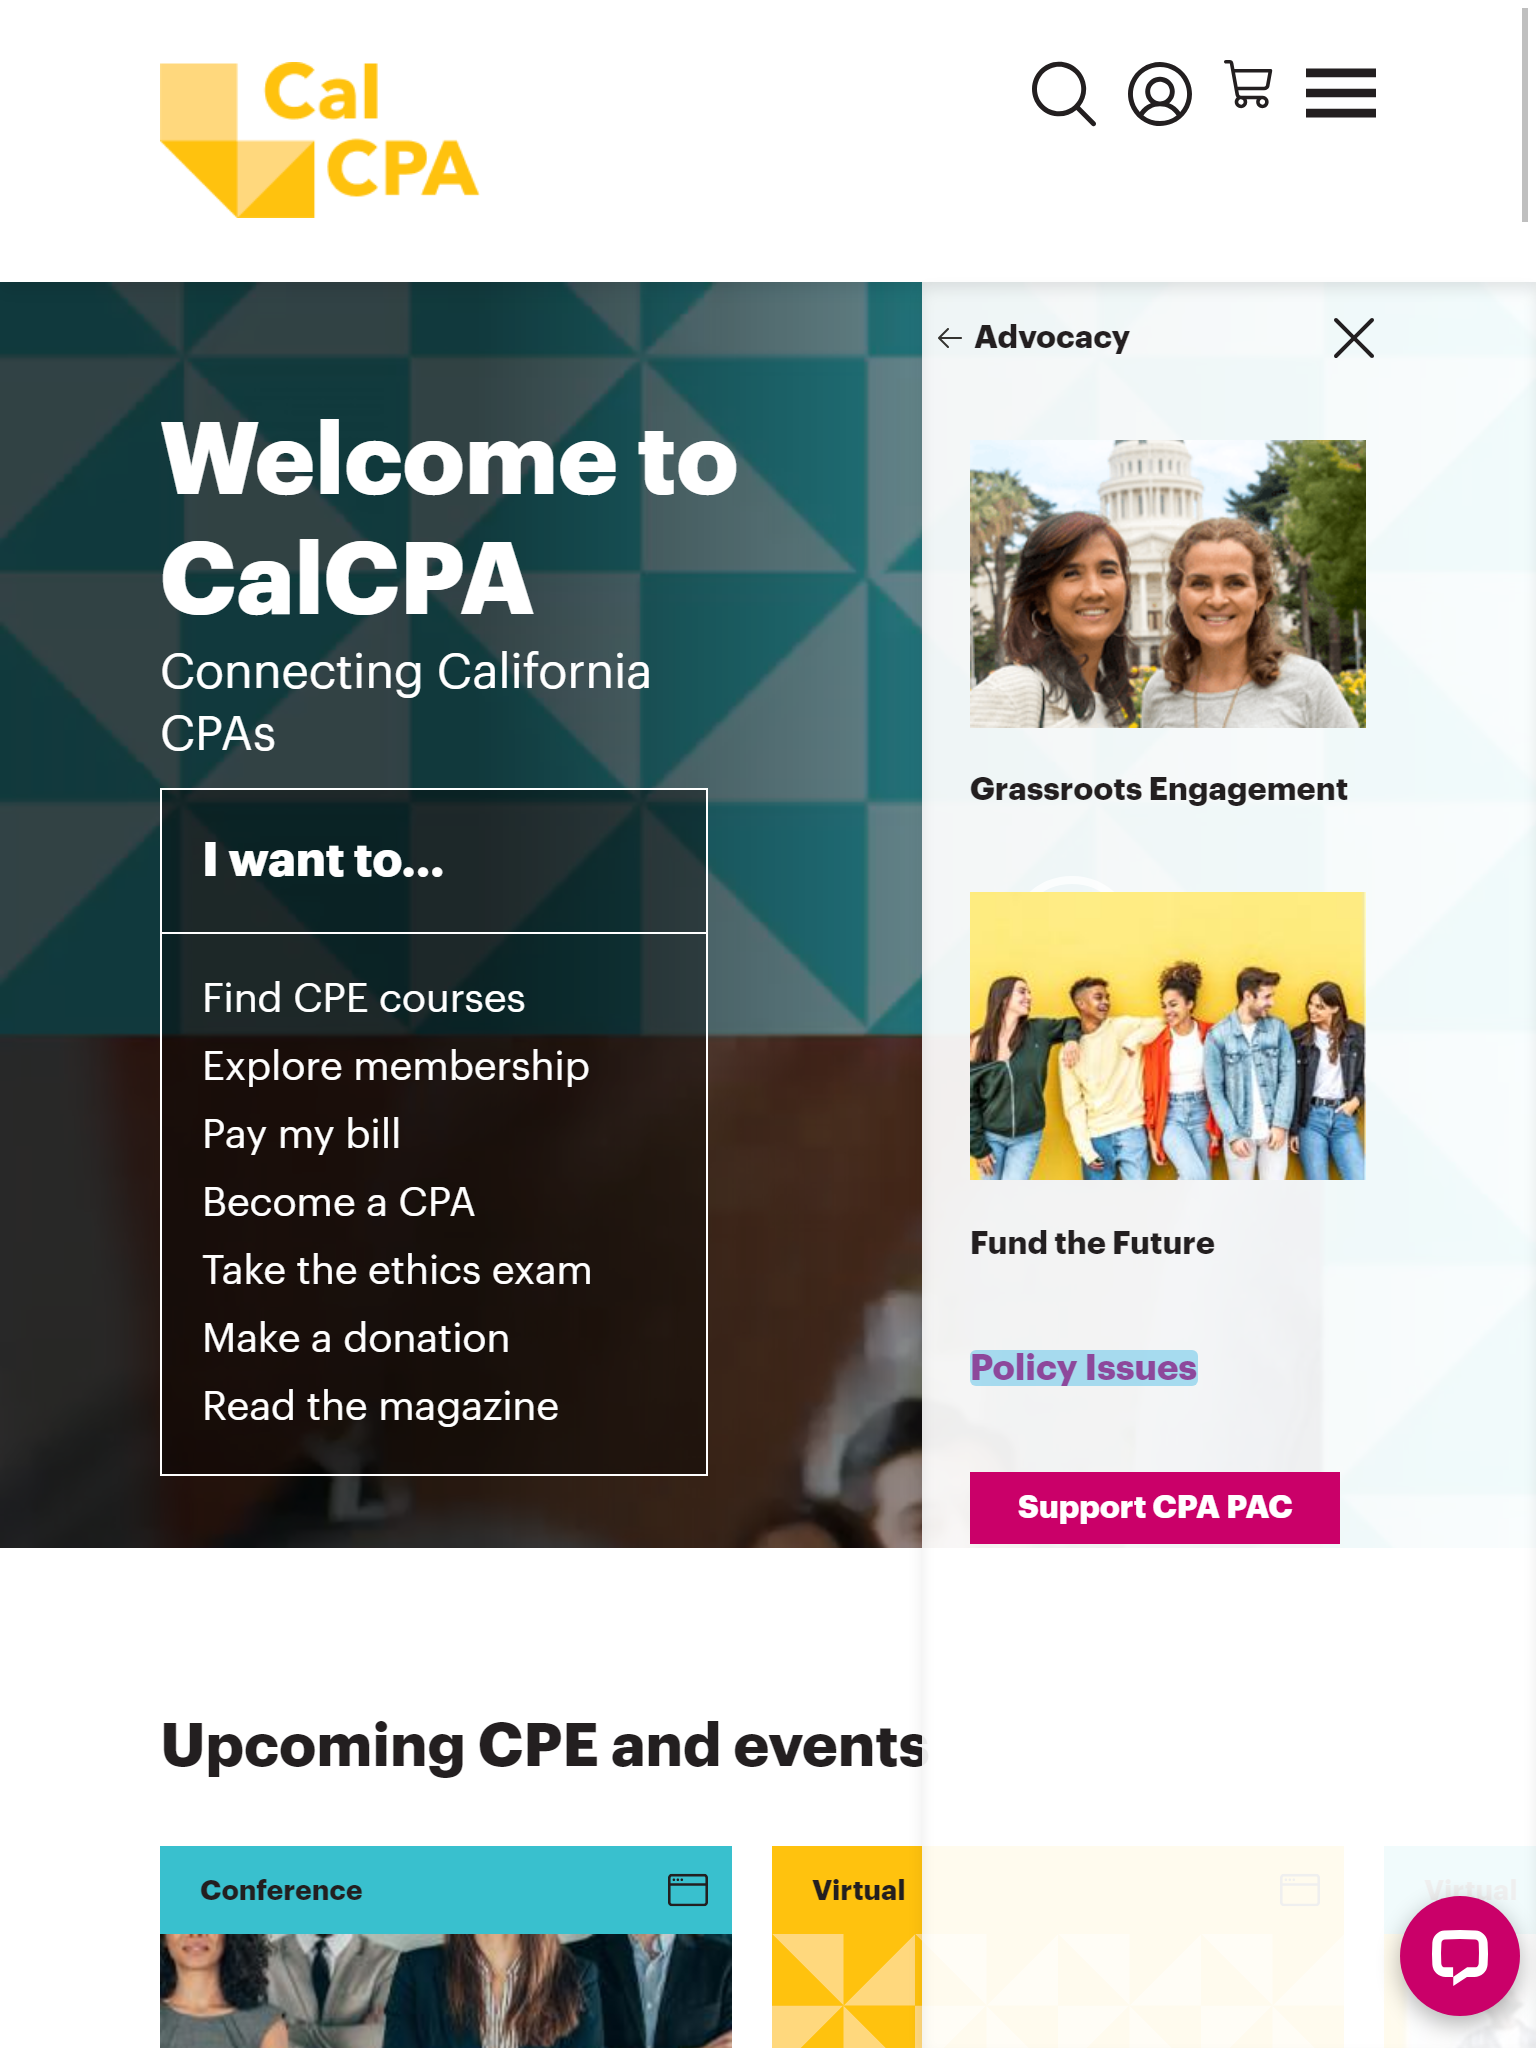 Cal
CPA
Advocacy
Welcome to
CalCPA
Connecting California
CPAs
I want to...
Find CPE courses
Explore membership
Pay my bill
Become a CPA
Take the ethics exam
Make a donation
Read the magazine
Grassroots Engagement
Fund the Future
Policy Issues
Support CPA PAC
Upcoming CPE and events
Conference
Virtual
Virtual